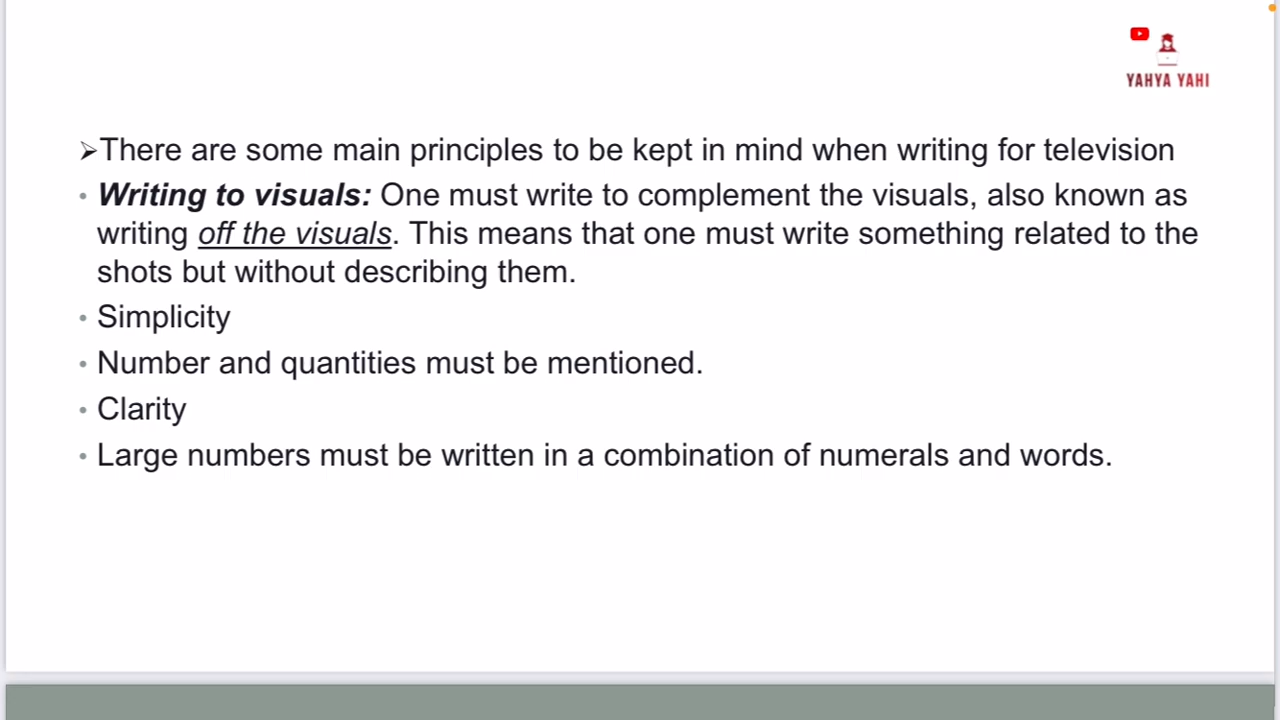 YAHYA YAHI
➢There are some main principles to be kept in mind when writing for television
• Writing to visuals: One must write to complement the visuals, also known as
writing off the visuals. This means that one must write something related to the
shots but without describing them.
• Simplicity
• Number and quantities must be mentioned.
• Clarity
• Large numbers must be written in a combination of numerals and words.